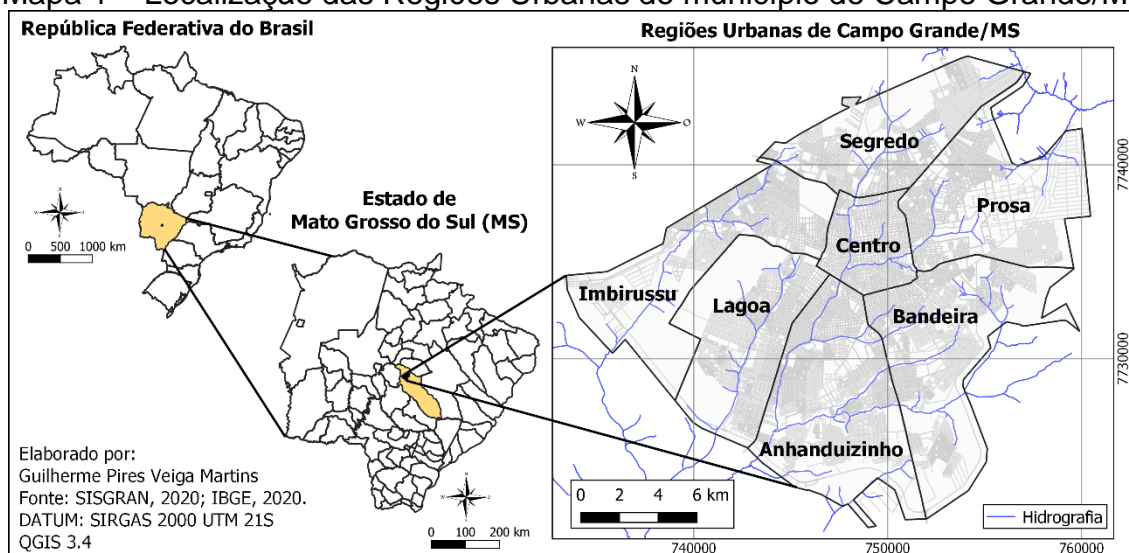 Mapa 1 – Localização das Regiões Urbanas do município de Campo Grande/M
República Federativa do Brasil
0 500 1000 km
Estado de
Mato Grosso do Sul (MS)
Elaborado por:
Guilherme Pires Veiga Martins
Fonte: SISGRAN, 2020; IBGE, 2020.
DATUM: SIRGAS 2000 UTM 21S
QGIS 3.4
0 100 200 km
Regiões Urbanas de Campo Grande/MS
N
W O
S
Segredo
Prosa
Centro
Imbirussu
Lagoa
Bandeira
Anhanduizinho
0 2 4 6 km
Hidrografia
7740000
7730000
740000 750000 760000